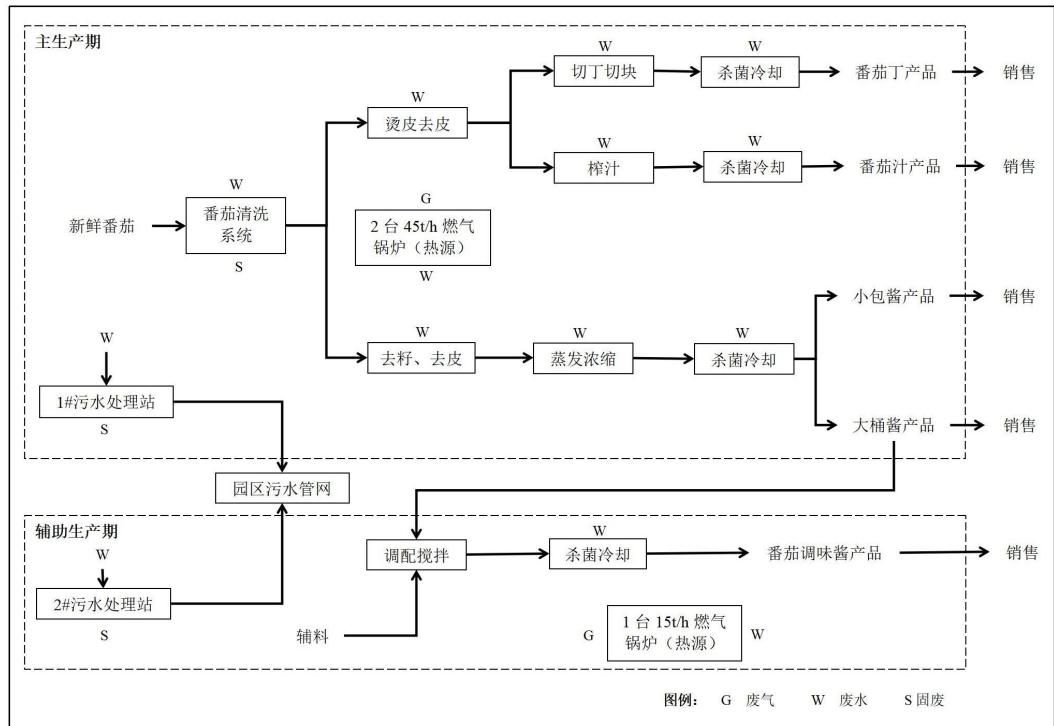 主生产期
W
W
切丁切块
杀菌冷却
番茄丁产品
销售
W
烫皮去皮
W
W
榨汁
杀菌冷却
番茄汁产品
销售
W
新鲜番茄
番茄清洗
系统
S
G
2 台 45t/h 燃气
锅炉（热源）
W
小包酱产品
销售
W
W
W
去籽、去皮
蒸发浓缩
杀菌冷却
W
1#污水处理站
S
大桶酱产品
销售
园区污水管网
辅助生产期
W
2#污水处理站
S
调配搅拌
W
杀菌冷却
番茄调味酱产品
销售
辅料
G
1 台 15t/h 燃气
锅炉（热源）
W
图例： G 废气 W 废水 S 固废